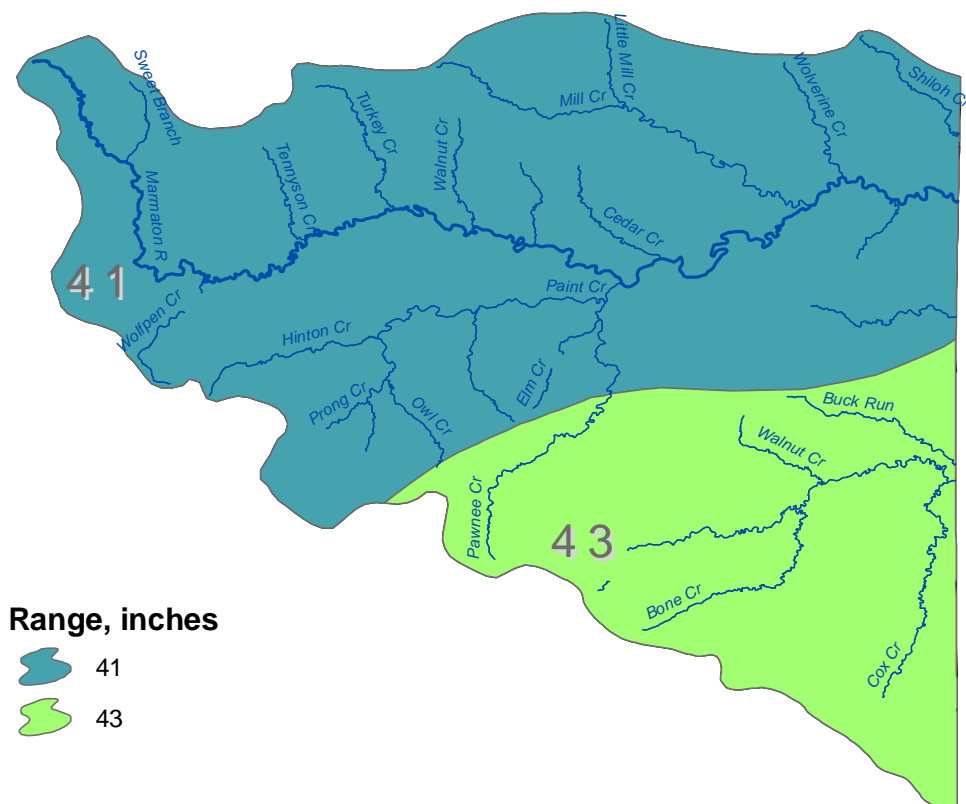 Little Mill Cr
Sweet Branch
Wolverine Cr
Shiloh Cr
Turkey Cr
Mill Cr
Walnut Cr
Tennyson Cr
Marmaton R
Cedar Cr
41
Paint Cr
Wolfpen Cr
Hinton Cr
Elm Cr
Prong Cr
Owl Cr
Buck Run
Walnut Cr
Pawnee Cr
43
Bone Cr
Cox Cr
Range, inches
41
43